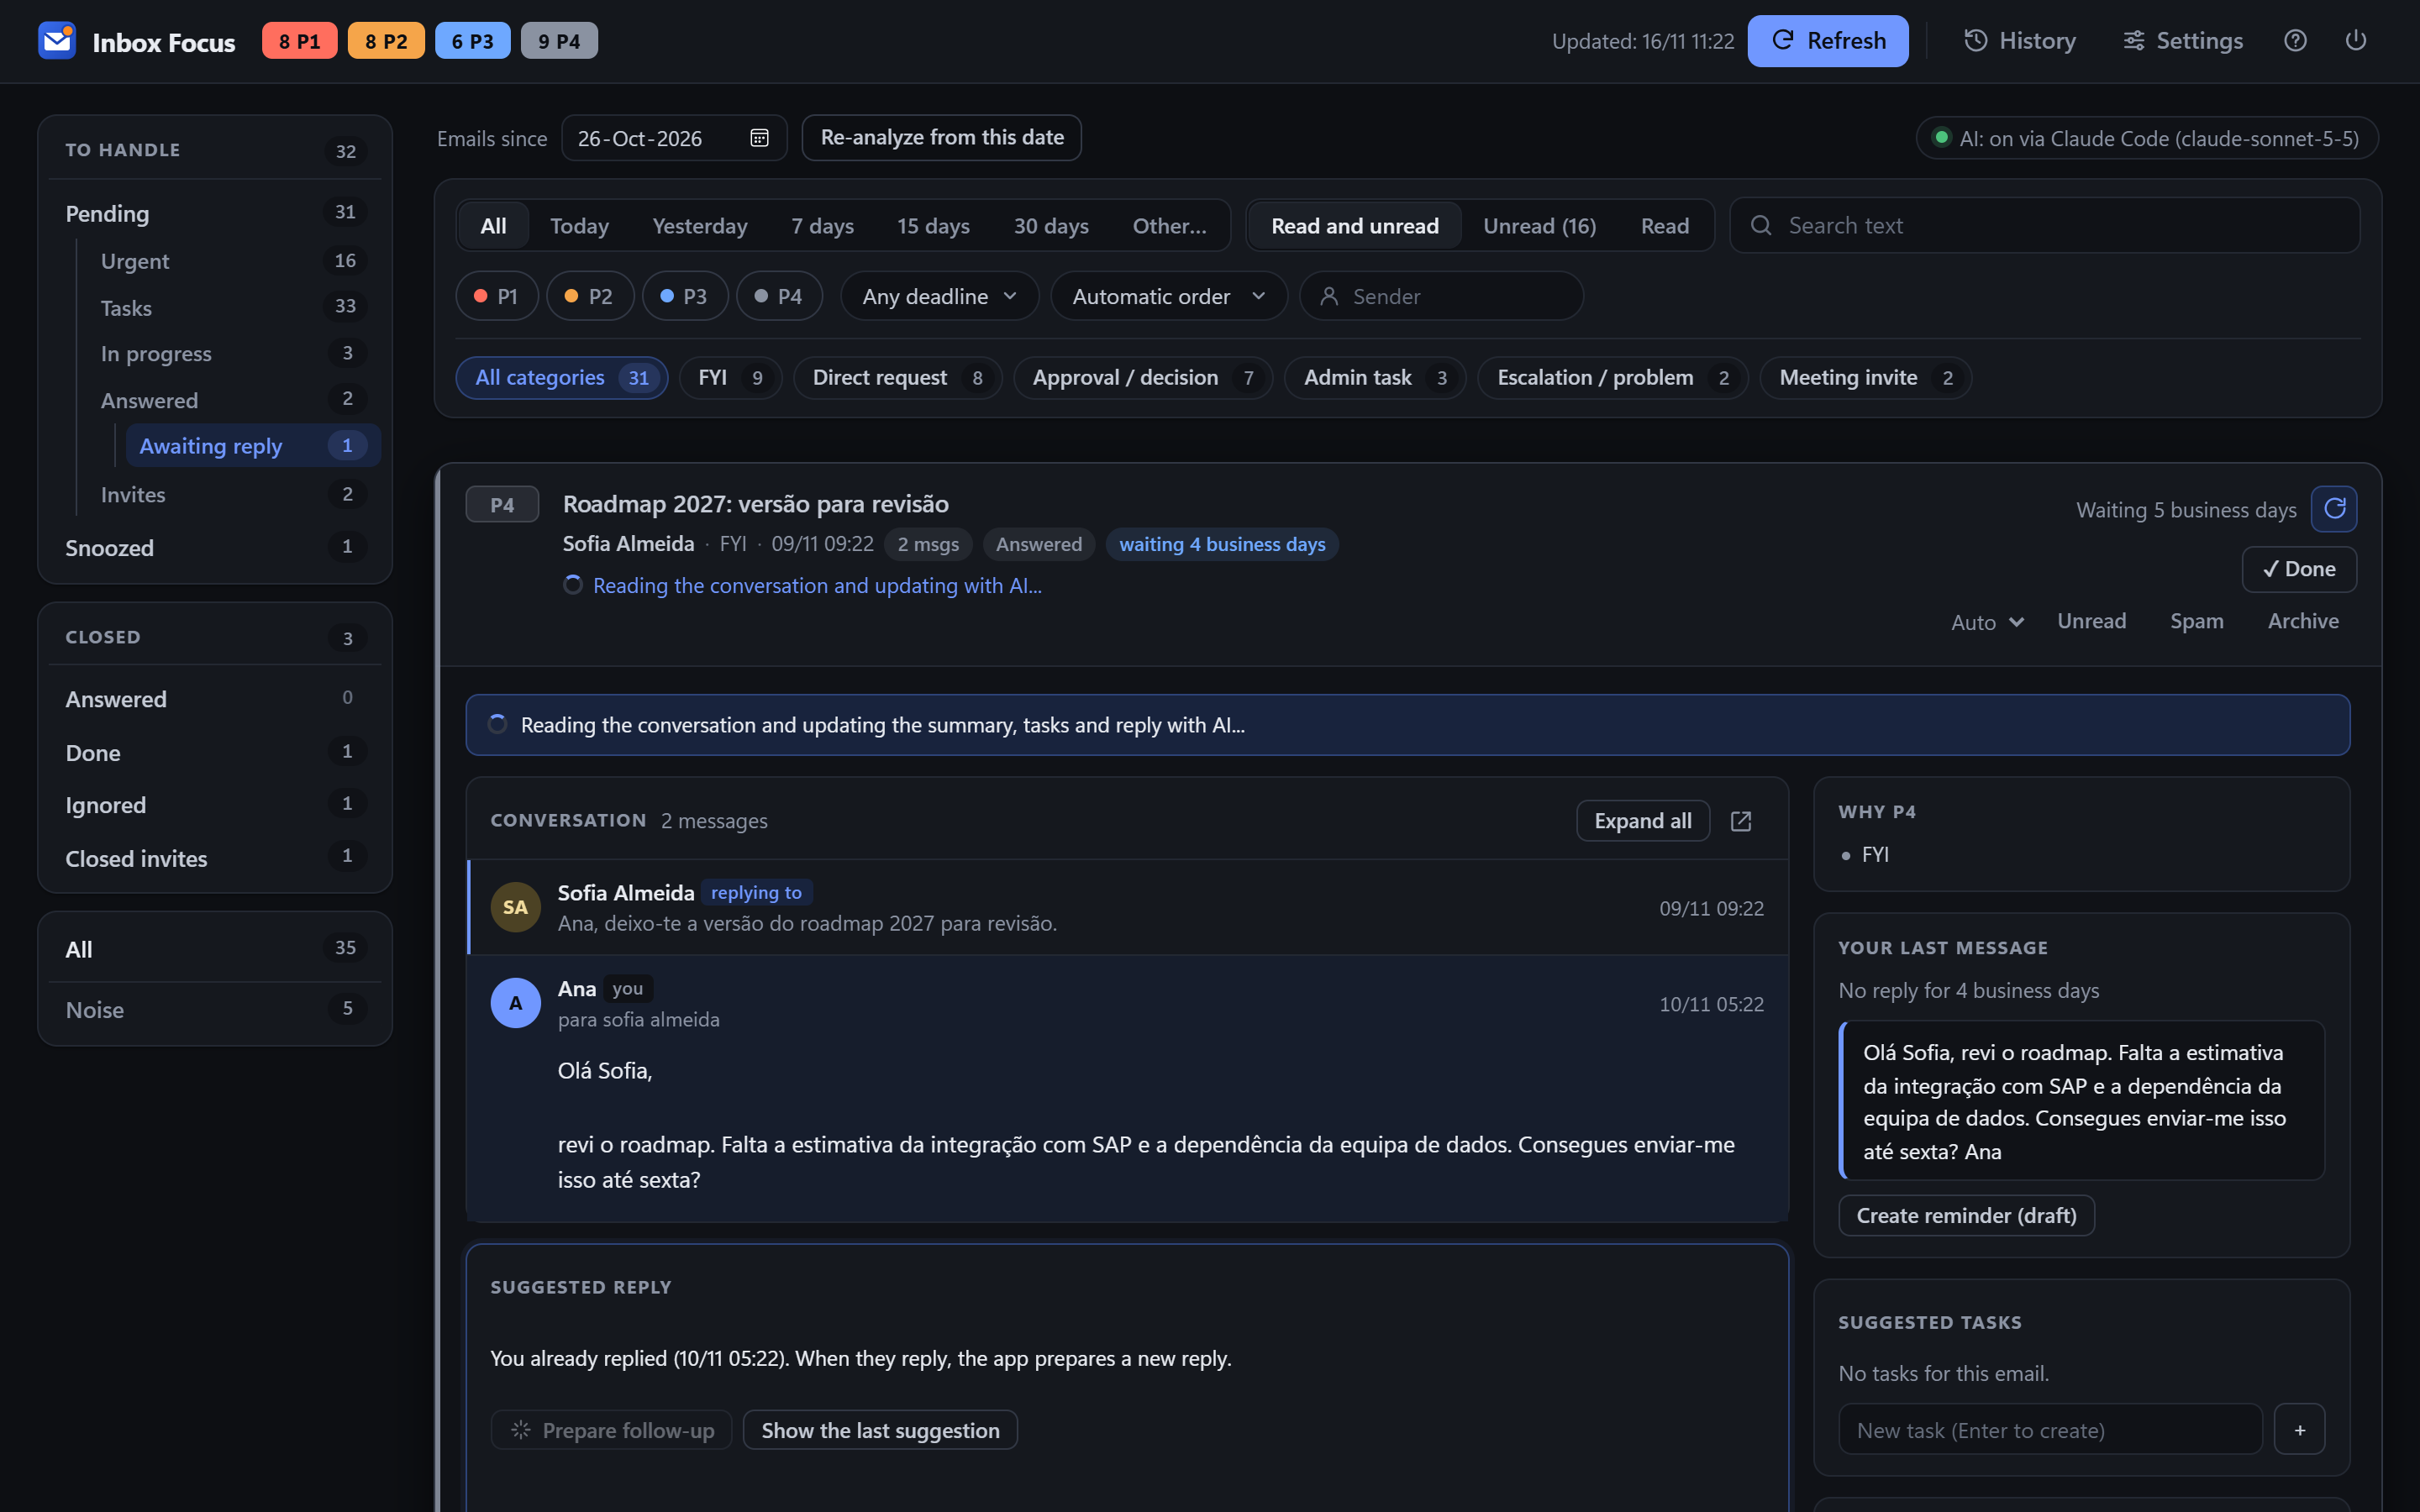 Inbox Focus
8 P1
8 P2
6 P3
9 P4
Updated: 16/11 11:22
Refresh
History
Settings
TO HANDLE 32
Pending 31
Urgent 16
Tasks 33
In progress 3
Answered 2
Awaiting reply 1
Invites 2
Snoozed 1
CLOSED 3
Answered 0
Done 1
Ignored 1
Closed invites 1
All 35
Noise 5
Emails since
26-Oct-2026
Re-analyze from this date
AI: on via Claude Code (claude-sonnet-5-5)
All Today Yesterday 7 days 15 days 30 days Other...
Read and unread Unread (16) Read
Search text
P1 P2 P3 P4
Any deadline
Automatic order
Sender
All categories 31
FYI 9
Direct request 8
Approval / decision 7
Admin task 3
Escalation / problem 2
Meeting invite 2
P4
Roadmap 2027: versão para revisão
Sofia Almeida · FYI · 09/11 09:22 2 msgs Answered waiting 4 business days
Reading the conversation and updating with AI...
Waiting 5 business days
✓ Done
Auto Unread Spam Archive
Reading the conversation and updating the summary, tasks and reply with AI...
CONVERSATION 2 messages
Expand all
SA
Sofia Almeida replying to
Ana, deixo-te a versão do roadmap 2027 para revisão.
09/11 09:22
A
Ana you
para sofia almeida
10/11 05:22
Olá Sofia,
revi o roadmap. Falta a estimativa da integração com SAP e a dependência da equipa de dados. Consegues enviar-me
isso até sexta?
SUGGESTED REPLY
You already replied (10/11 05:22). When they reply, the app prepares a new reply.
Prepare follow-up
Show the last suggestion
WHY P4
FYI
YOUR LAST MESSAGE
No reply for 4 business days
Olá Sofia, revi o roadmap. Falta a estimativa
da integração com SAP e a dependência da
equipa de dados. Consegues enviar-me isso
até sexta? Ana
Create reminder (draft)
SUGGESTED TASKS
No tasks for this email.
New task (Enter to create)
+